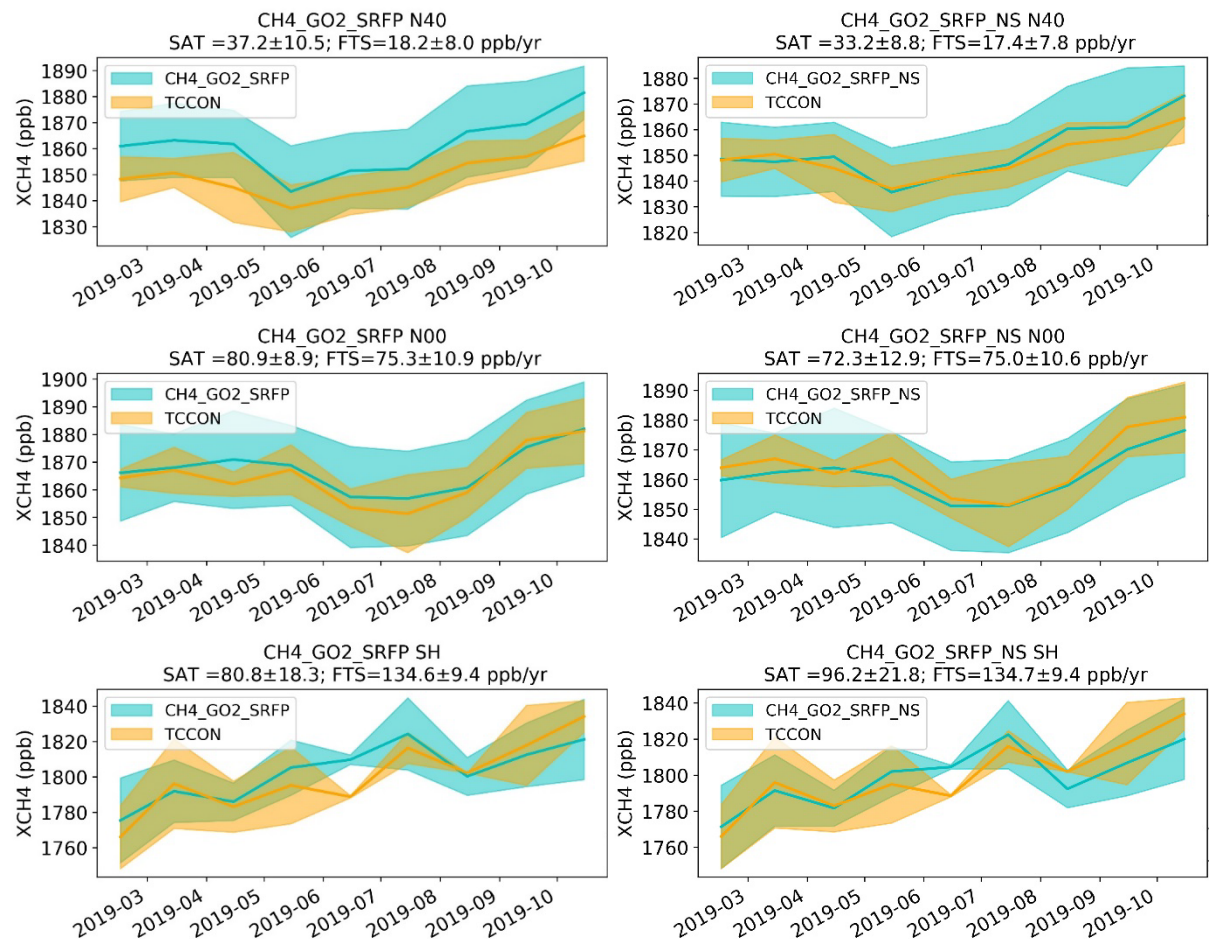 CH4_GO2_SRFP N40
SAT =37.2±10.5; FTS=18.2±8.0 ppb/yr
XCH4 (ppb)
1890
1880
1870
1860
1850
1840
1830
CH4_GO2_SRFP
TCCON
2019-03
2019-04
2019-05
2019-06
2019-07
2019-08
2019-09
2019-10
CH4_GO2_SRFP_NS N40
SAT =33.2±8.8; FTS=17.4±7.8 ppb/yr
XCH4 (ppb)
1880
1870
1860
1850
1840
1830
1820
CH4_GO2_SRFP_NS
TCCON
2019-03
2019-04
2019-05
2019-06
2019-07
2019-08
2019-09
2019-10
CH4_GO2_SRFP N00
SAT =80.9±8.9; FTS=75.3±10.9 ppb/yr
XCH4 (ppb)
1900
1890
1880
1870
1860
1850
1840
CH4_GO2_SRFP
TCCON
2019-03
2019-04
2019-05
2019-06
2019-07
2019-08
2019-09
2019-10
CH4_GO2_SRFP_NS N00
SAT =72.3±12.9; FTS=75.0±10.6 ppb/yr
XCH4 (ppb)
1890
1880
1870
1860
1850
1840
CH4_GO2_SRFP_NS
TCCON
2019-03
2019-04
2019-05
2019-06
2019-07
2019-08
2019-09
2019-10
CH4_GO2_SRFP SH
SAT =80.8±18.3; FTS=134.6±9.4 ppb/yr
XCH4 (ppb)
1840
1820
1800
1780
1760
CH4_GO2_SRFP
TCCON
2019-03
2019-04
2019-05
2019-06
2019-07
2019-08
2019-09
2019-10
CH4_GO2_SRFP_NS SH
SAT =96.2±21.8; FTS=134.7±9.4 ppb/yr
XCH4 (ppb)
1840
1820
1800
1780
1760
CH4_GO2_SRFP_NS
TCCON
2019-03
2019-04
2019-05
2019-06
2019-07
2019-08
2019-09
2019-10